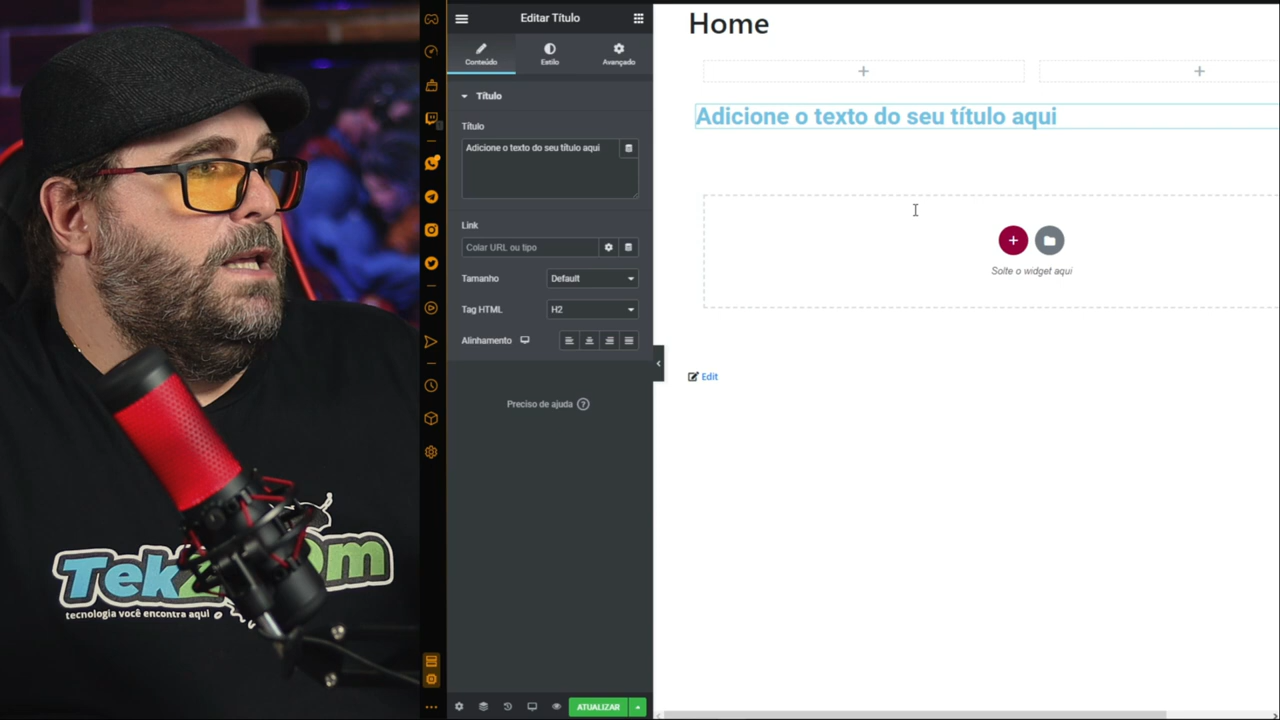 Editar Título
Conteúdo
Estilo
Avançado
Título
Título
Adicione o texto do seu título aqui
Link
Colar URL ou tipo
Tamanho
Default
Tag HTML
H2
Alinhamento
Preciso de ajuda ?
ATUALIZAR
Home
Adicione o texto do seu título aqui
Solte o widget aqui
Edit
tecnologia você encontra aqui